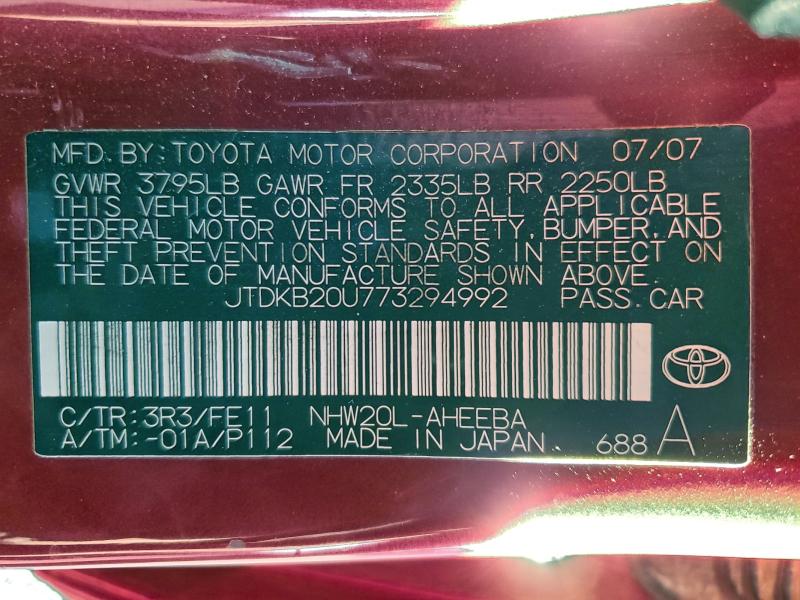 MFD.BY:TOYOTA MOTOR CORPORATION 07/07
GVWR 3795LB GAWR FR 2335LB RR 2250LB
THIS VEHICLE CONFORMS TO ALL APPLICABLE
FEDERAL MOTOR VEHICLE SAFETY,BUMPER,AND
THEFT PREVENTION STANDARDS IN EFFECT ON
THE DATE OF MANUFACTURE SHOWN ABOVE.
JTDKB20U773294992 PASS.CAR
C/TR:3R3/FE11 NHW20L-AHEEBA
A/TM:-01A/P112 MADE IN JAPAN 688 A